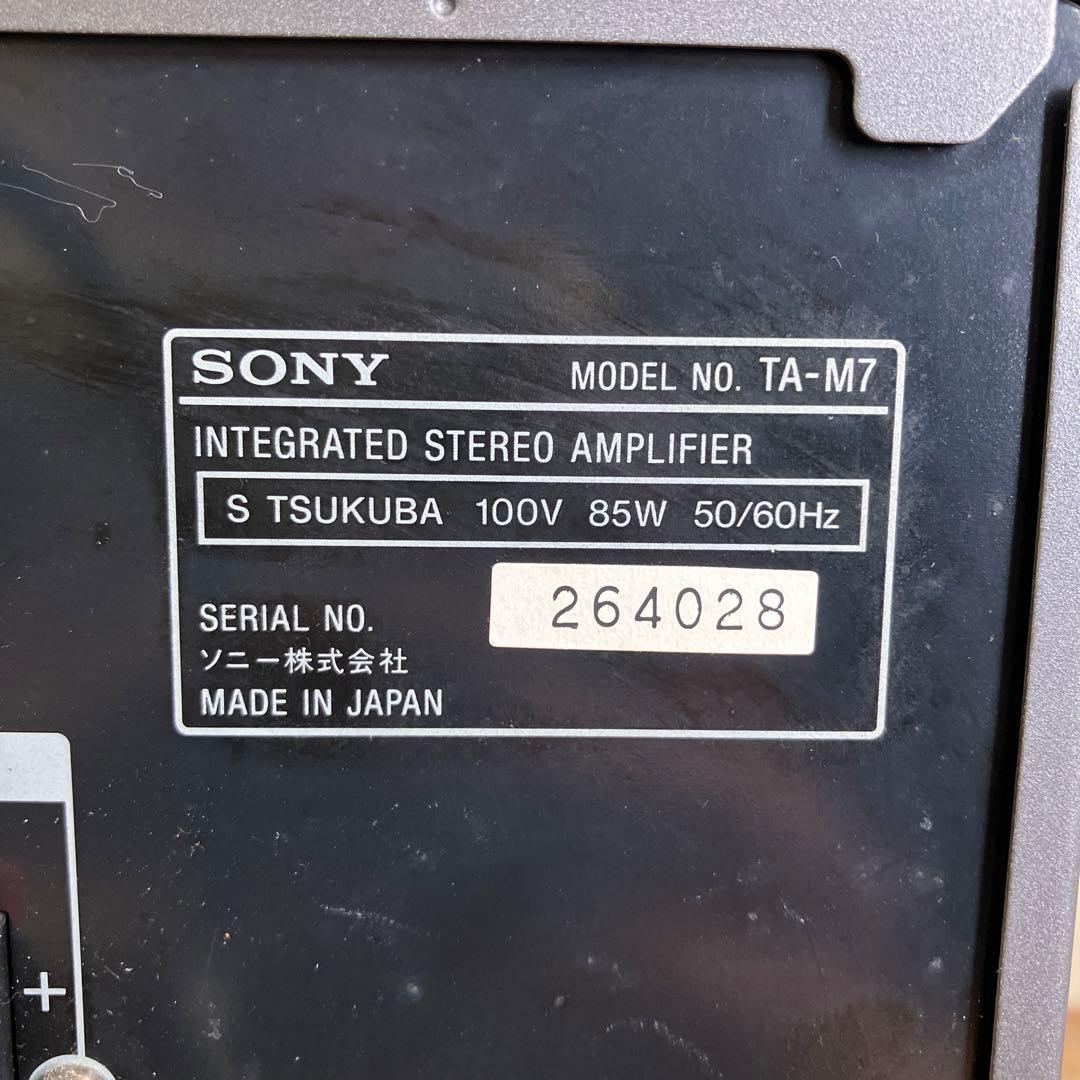 SONY MODEL NO. TA-M7
INTEGRATED STEREO AMPLIFIER
S TSUKUBA 100V 85W 50/60Hz
SERIAL NO. 264028
ソニー株式会社
MADE IN JAPAN
+